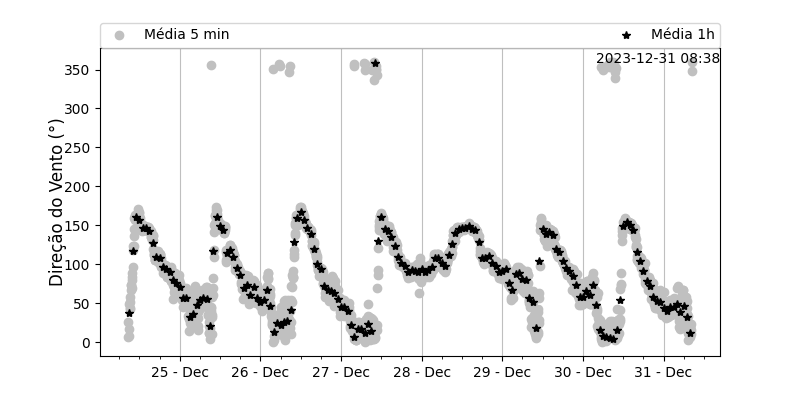 Média 5 min
Média 1h
2023-12-31 08:38
Direção do Vento (°)
350
300
250
200
150
100
50
0
25 - Dec
26 - Dec
27 - Dec
28 - Dec
29 - Dec
30 - Dec
31 - Dec